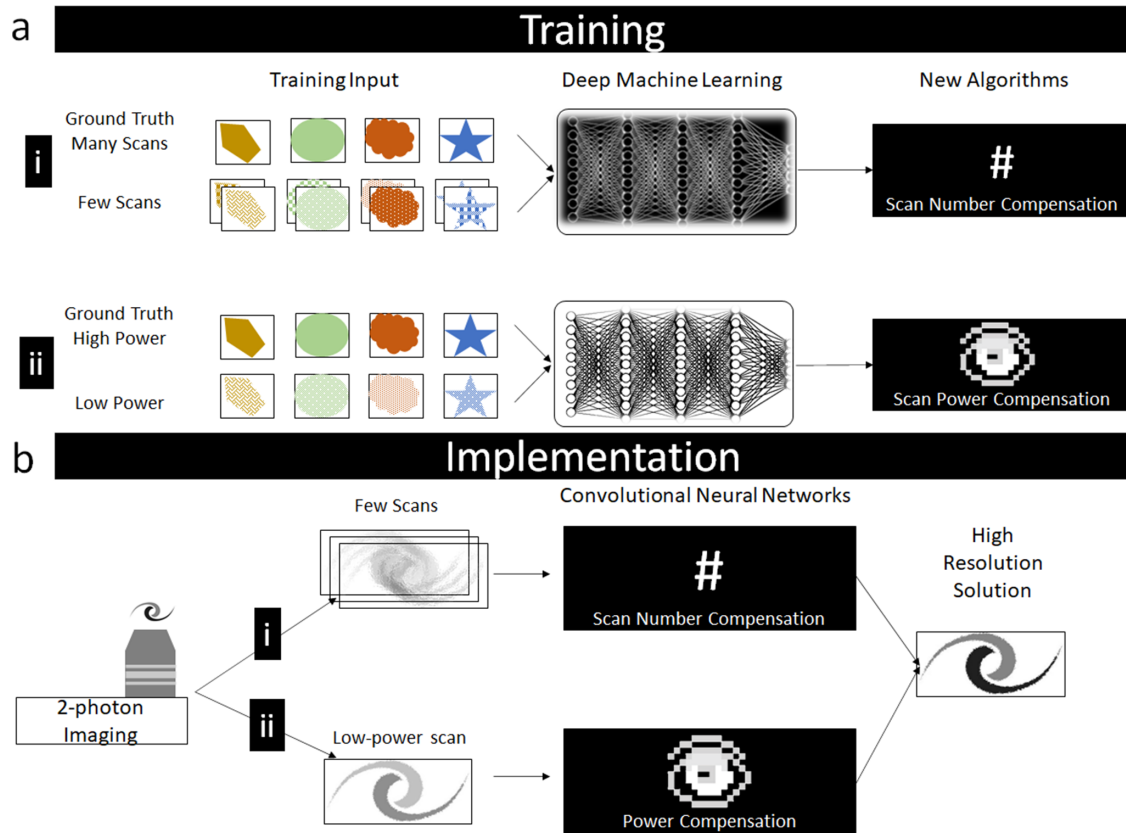 a
Training
Training Input
Deep Machine Learning
New Algorithms
i
Ground Truth
Many Scans
Few Scans
#
Scan Number Compensation
ii
Ground Truth
High Power
Low Power
Scan Power Compensation
b
Implementation
Few Scans
Convolutional Neural Networks
High
Resolution
Solution
#
Scan Number Compensation
i
2-photon
Imaging
ii
Low-power scan
Power Compensation